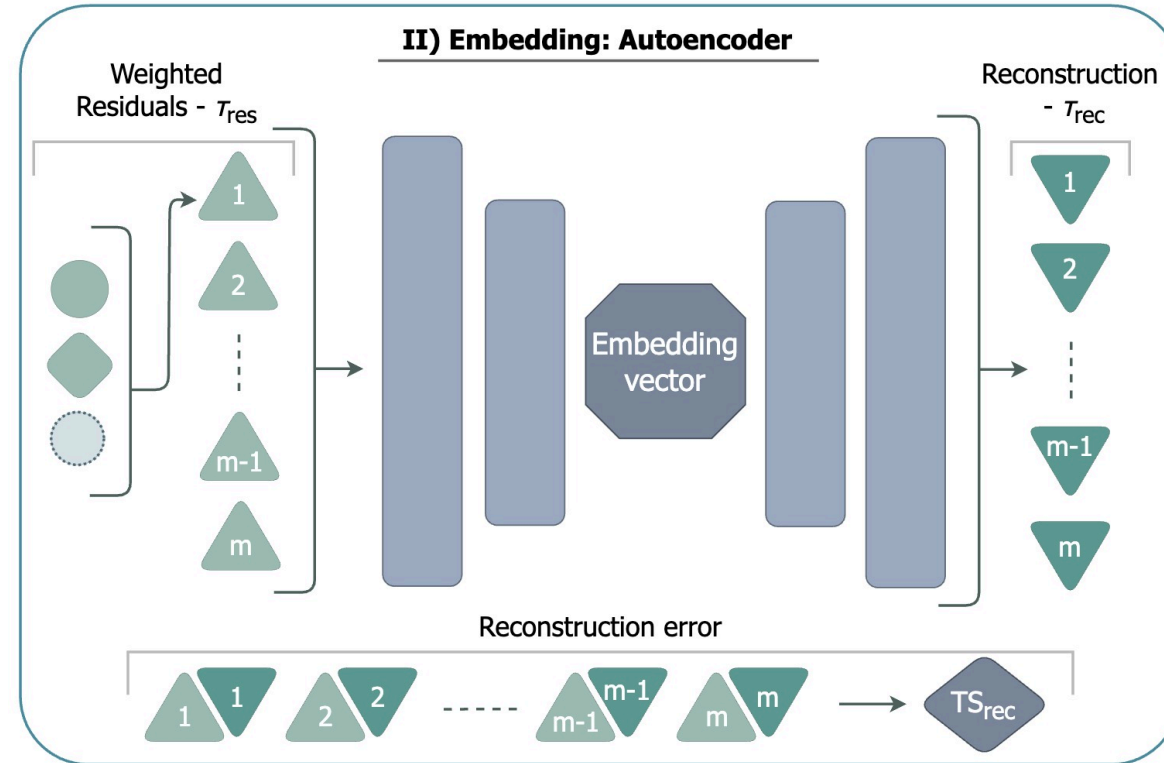 II) Embedding: Autoencoder
Weighted
Residuals - τres
Reconstruction
- τrec
1
2
m-1
m
Embedding
vector
1
2
m-1
m
Reconstruction error
1 1 2 2 m-1 m-1 m m TSrec